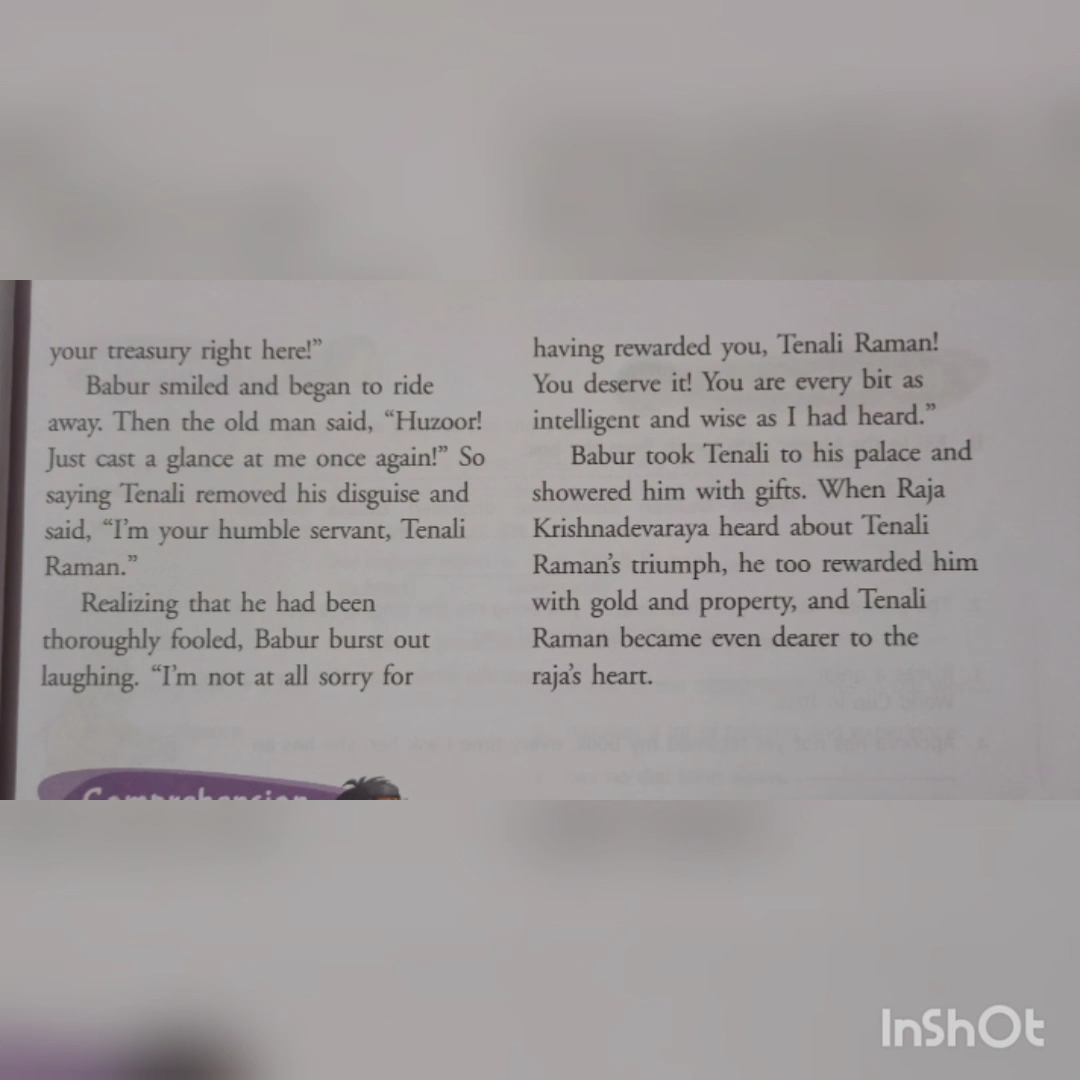 your treasury right here!”
Babur smiled and began to ride
away. Then the old man said, “Huzoor!
Just cast a glance at me once again!” So
saying Tenali removed his disguise and
said, “I’m your humble servant, Tenali
Raman.”
Realizing that he had been
thoroughly fooled, Babur burst out
laughing. “I’m not at all sorry for
having rewarded you, Tenali Raman!
You deserve it! You are every bit as
intelligent and wise as I had heard.”
Babur took Tenali to his palace and
showered him with gifts. When Raja
Krishnadevaraya heard about Tenali
Raman’s triumph, he too rewarded him
with gold and property, and Tenali
Raman became even dearer to the
raja’s heart.
Comprehension
InShOt